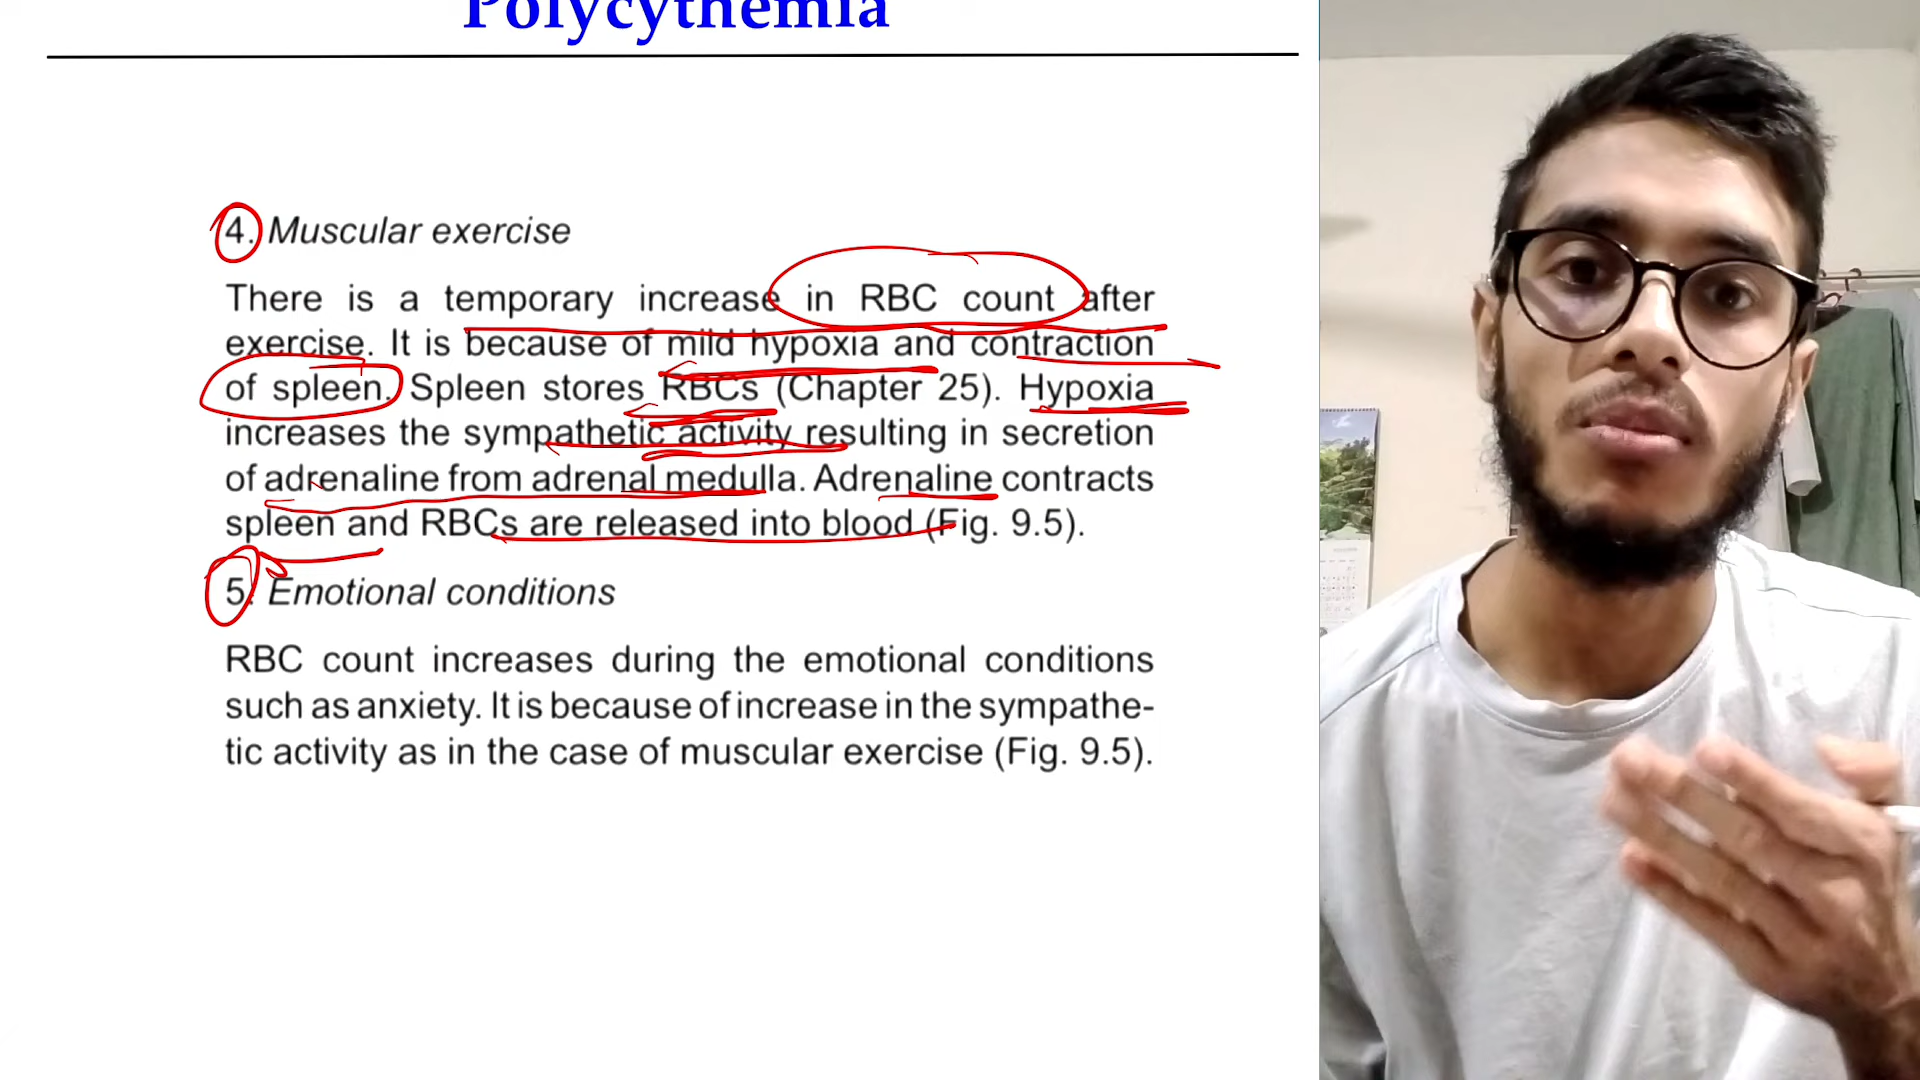 Polycythemia
4. Muscular exercise
There is a temporary increase in RBC count after
exercise. It is because of mild hypoxia and contraction
of spleen. Spleen stores RBCs (Chapter 25). Hypoxia
increases the sympathetic activity resulting in secretion
of adrenaline from adrenal medulla. Adrenaline contracts
spleen and RBCs are released into blood (Fig. 9.5).
5. Emotional conditions
RBC count increases during the emotional conditions
such as anxiety. It is because of increase in the sympathe-
tic activity as in the case of muscular exercise (Fig. 9.5).